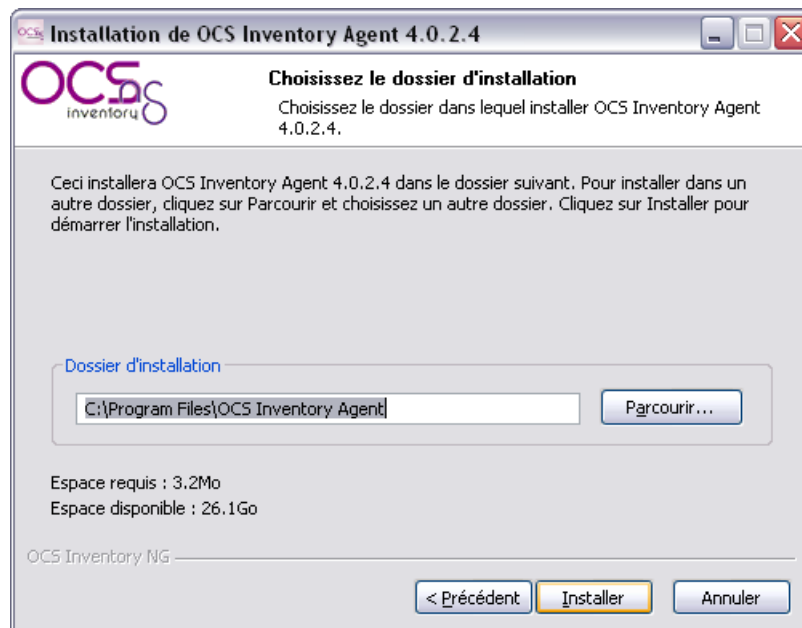 Installation de OCS Inventory Agent 4.0.2.4
OCSng
inventory
Choisissez le dossier d'installation
Choisissez le dossier dans lequel installer OCS Inventory Agent
4.0.2.4.
Ceci installera OCS Inventory Agent 4.0.2.4 dans le dossier suivant. Pour installer dans un
autre dossier, cliquez sur Parcourir et choisissez un autre dossier. Cliquez sur Installer pour
démarrer l'installation.
Dossier d'installation
C:\Program Files\OCS Inventory Agent
Parcourir...
Espace requis : 3.2Mo
Espace disponible : 26.1Go
OCS Inventory NG
< Précédent
Installer
Annuler